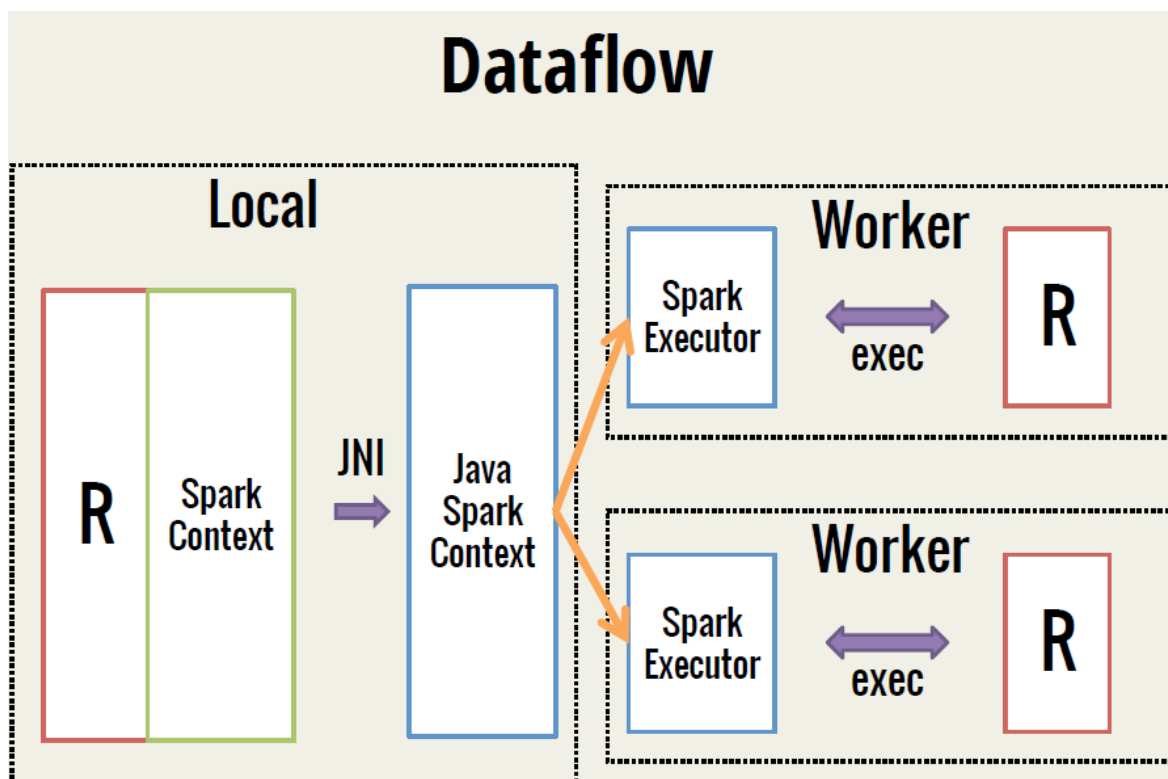 Dataflow
Local
R
Spark
Context
JNI
Java
Spark
Context
Worker
Spark
Executor
exec
R
Worker
Spark
Executor
exec
R